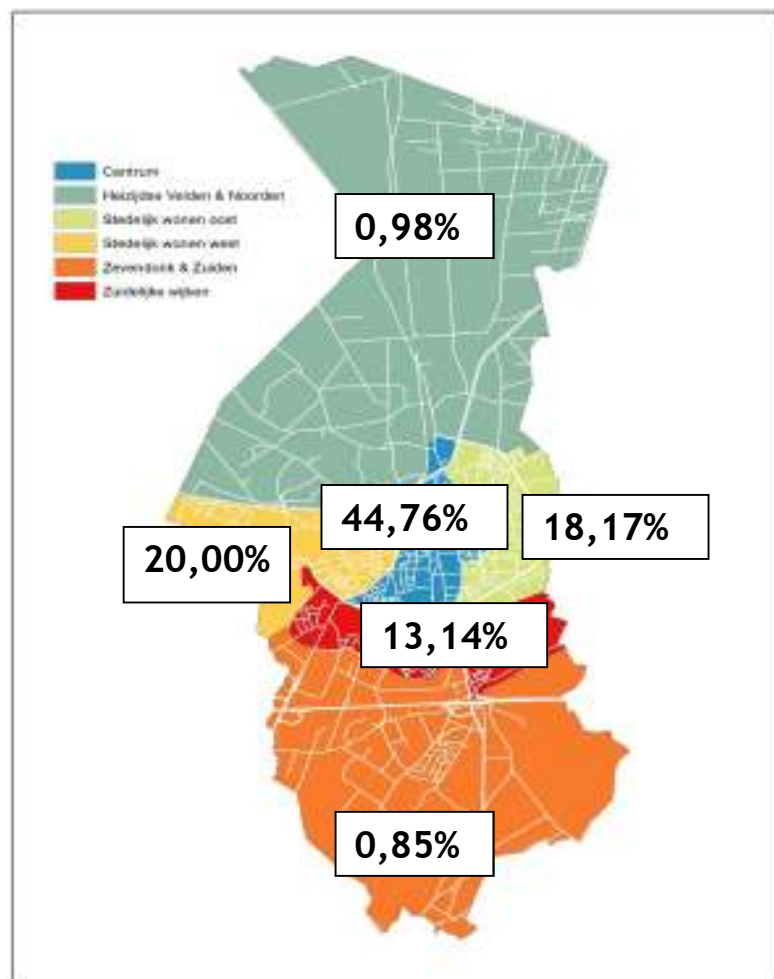 Centrum
Heizijdse Velden & Noorden
Stedelijk wonen oost
Stedelijk wonen west
Zevendonk & Zuiden
Zuidelijke wijken
0,98%
44,76%
18,17%
20,00%
13,14%
0,85%